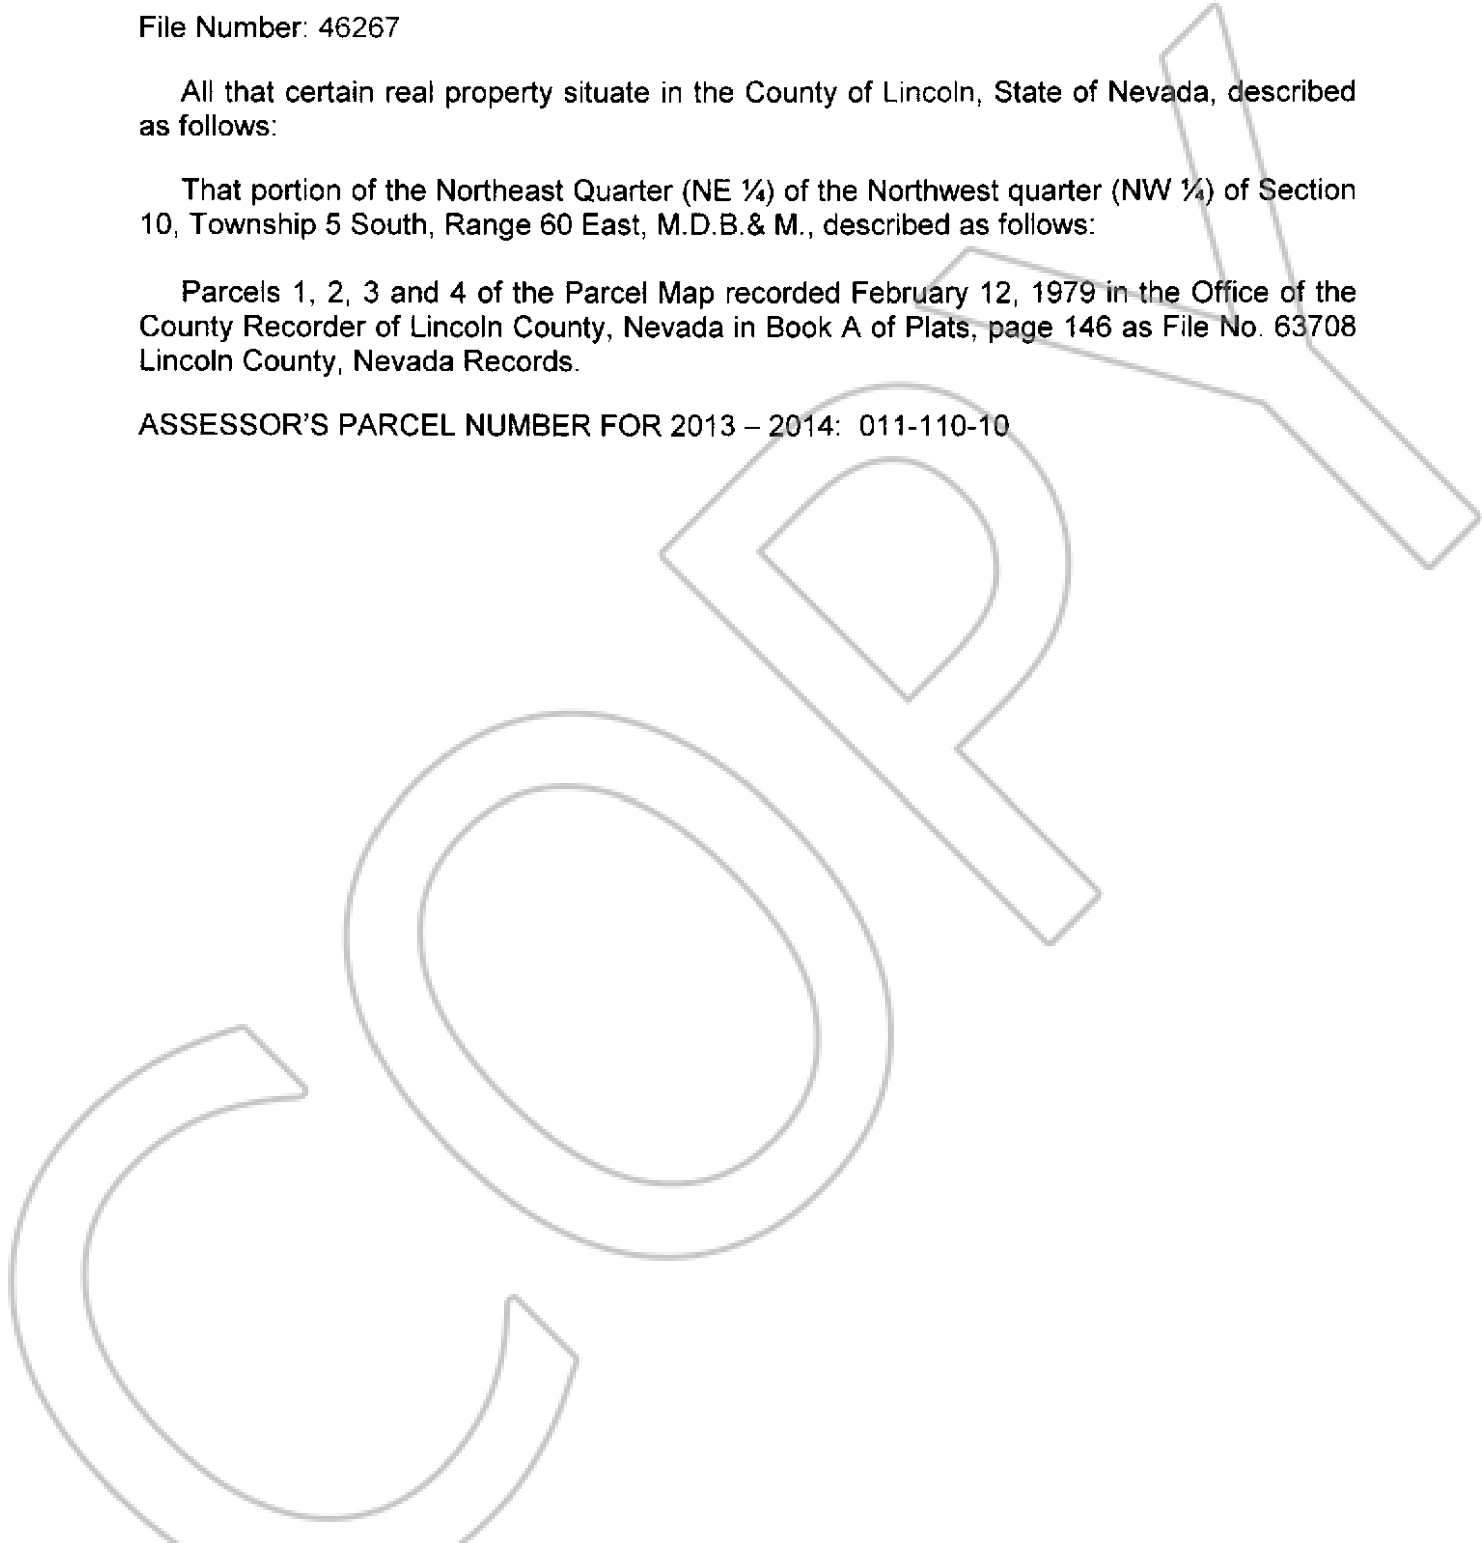 File Number: 46267
All that certain real property situate in the County of Lincoln, State of Nevada, described
as follows:
That portion of the Northeast Quarter (NE ¼) of the Northwest quarter (NW ¼) of Section
10, Township 5 South, Range 60 East, M.D.B.& M., described as follows:
Parcels 1, 2, 3 and 4 of the Parcel Map recorded February 12, 1979 in the Office of the
County Recorder of Lincoln County, Nevada in Book A of Plats, page 146 as File No. 63708
Lincoln County, Nevada Records.
ASSESSOR'S PARCEL NUMBER FOR 2013 – 2014: 011-110-10
COPY